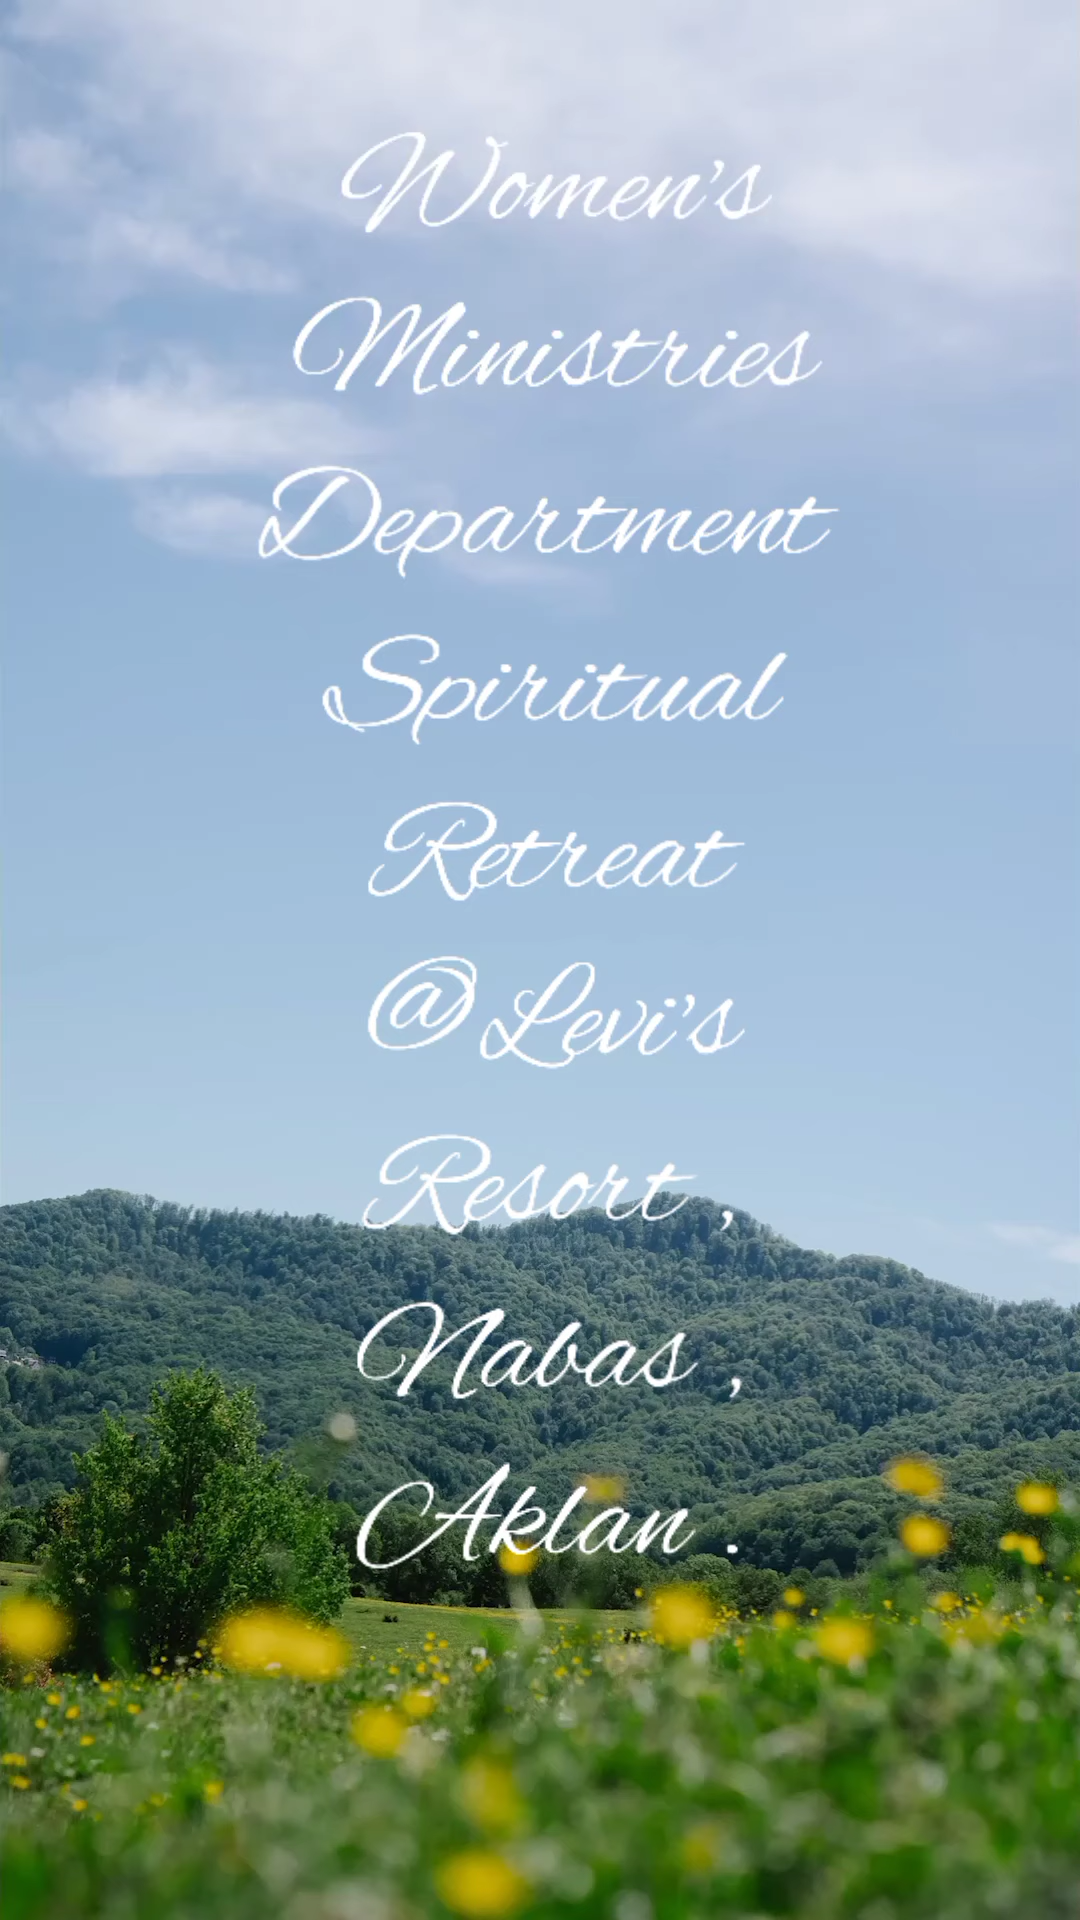 Women's
Ministries
Department
Spiritual
Retreat
@Levi's
Resort ,
Nabas ,
Aklan .